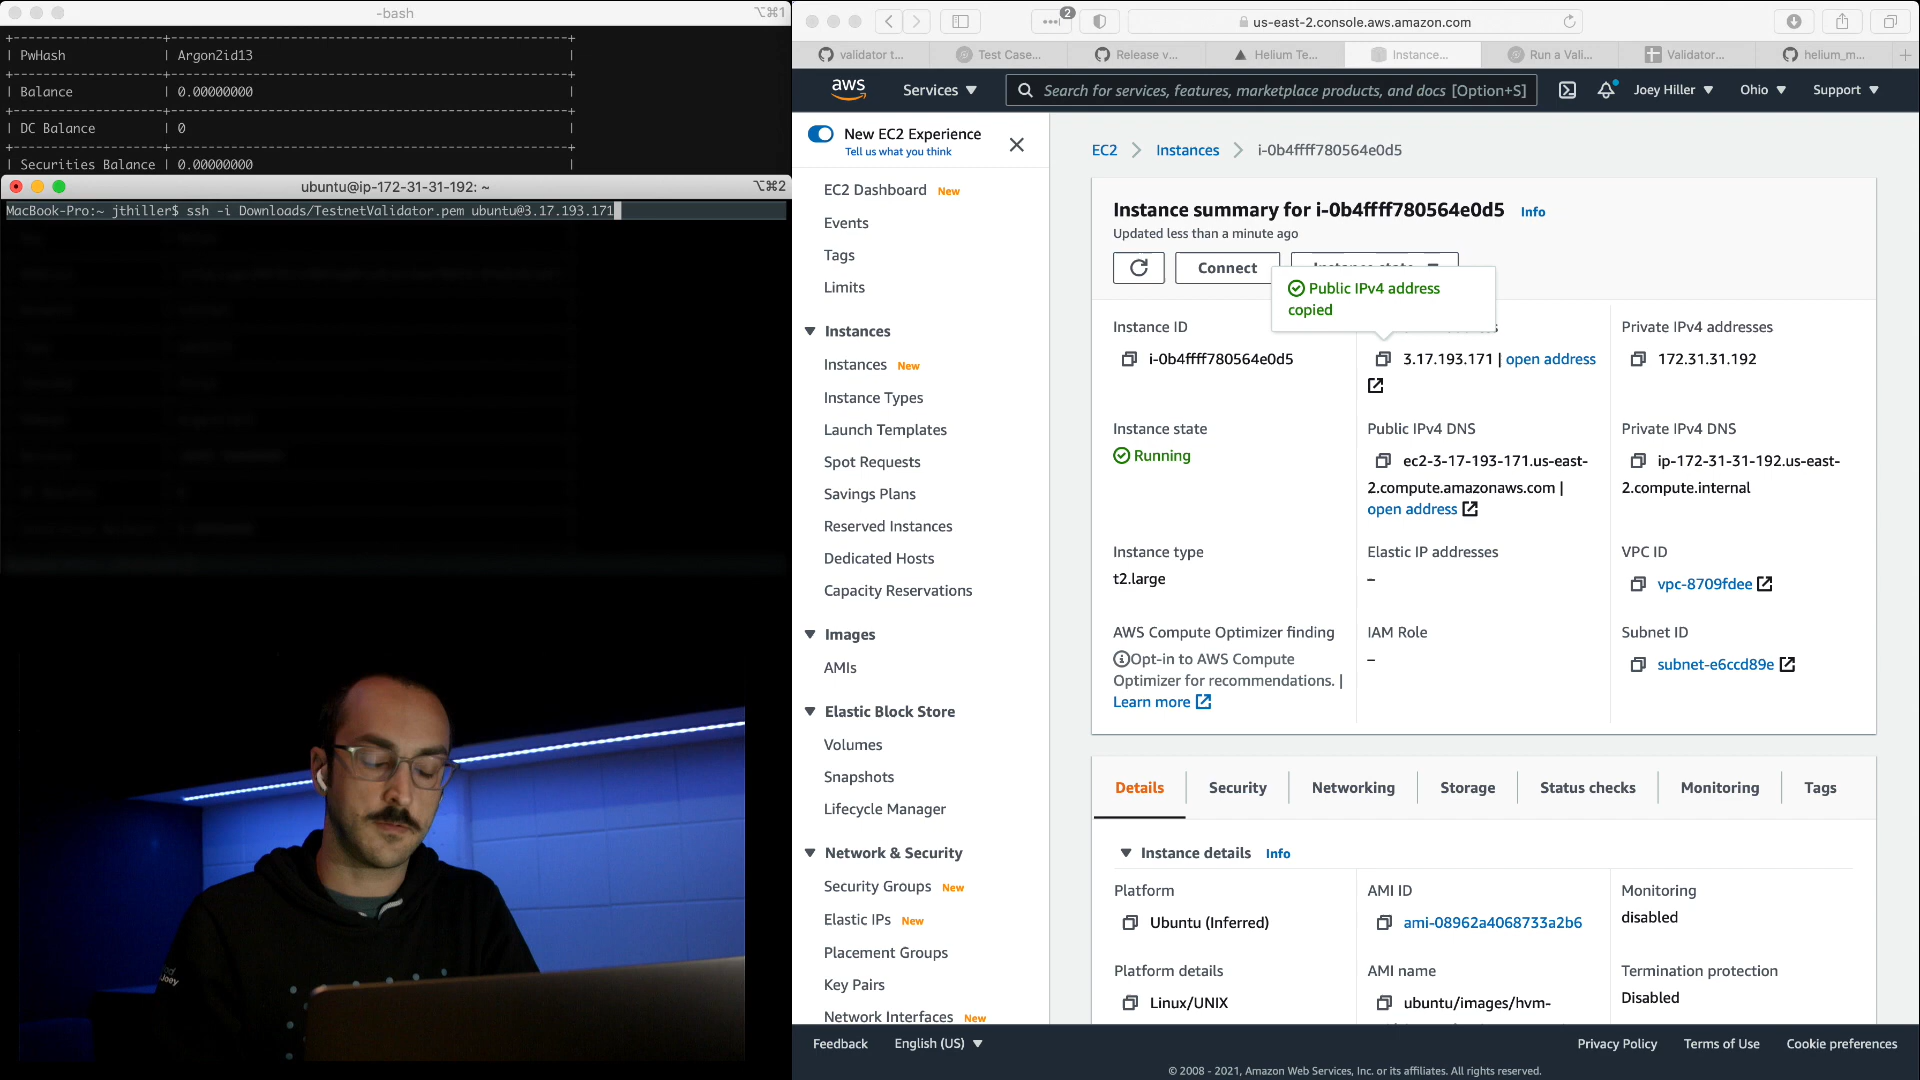 -bash
⌥⌘1
| PwHash | Argon2id13
| Balance | 0.00000000 |
| DC Balance | 0 |
| Securities Balance | 0.00000000 |
ubuntu@ip-172-31-31-192: ~
⌥⌘2
MacBook-Pro:~ jthiller$ ssh -i Downloads/TestnetValidator.pem ubuntu@3.17.193.171
2
us-east-2.console.aws.amazon.com
validator t...
Test Case...
Release v...
Helium Te...
Instance...
Run a Vali...
Validator...
helium_m...
aws
Services
Search for services, features, marketplace products, and docs [Option+S]
Joey Hiller
Ohio
Support
New EC2 Experience
Tell us what you think
EC2 Dashboard New
Events
Tags
Limits
Instances
Instances New
Instance Types
Launch Templates
Spot Requests
Savings Plans
Reserved Instances
Dedicated Hosts
Capacity Reservations
Images
AMIs
Elastic Block Store
Volumes
Snapshots
Lifecycle Manager
Network & Security
Security Groups New
Elastic IPs New
Placement Groups
Key Pairs
Network Interfaces New
EC2 > Instances > i-0b4ffff780564e0d5
Instance summary for i-0b4ffff780564e0d5 Info
Updated less than a minute ago
Connect
Public IPv4 address
copied
Instance ID
i-0b4ffff780564e0d5
3.17.193.171 | open address
Private IPv4 addresses
172.31.31.192
Instance state
Running
Public IPv4 DNS
ec2-3-17-193-171.us-east-
2.compute.amazonaws.com |
open address
Private IPv4 DNS
ip-172-31-31-192.us-east-
2.compute.internal
Instance type
t2.large
Elastic IP addresses
–
VPC ID
vpc-8709fdee
AWS Compute Optimizer finding
Opt-in to AWS Compute
Optimizer for recommendations. |
Learn more
IAM Role
–
Subnet ID
subnet-e6ccd89e
Details
Security
Networking
Storage
Status checks
Monitoring
Tags
Instance details Info
Platform
Ubuntu (Inferred)
AMI ID
ami-08962a4068733a2b6
Monitoring
disabled
Platform details
Linux/UNIX
AMI name
ubuntu/images/hvm-
Termination protection
Disabled
Joey
Feedback
English (US)
Privacy Policy
Terms of Use
Cookie preferences
© 2008 - 2021, Amazon Web Services, Inc. or its affiliates. All rights reserved.